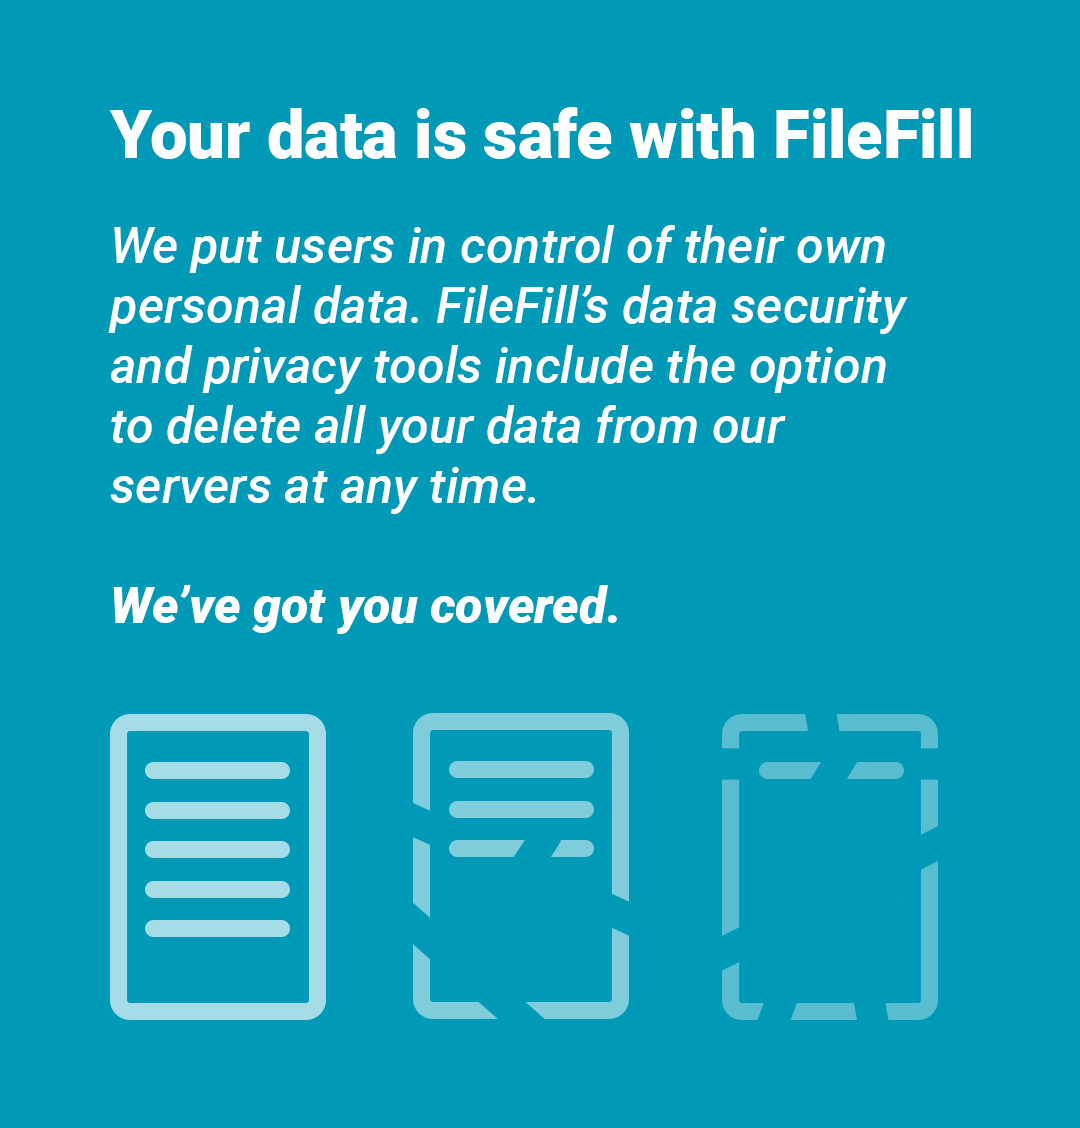 Your data is safe with FileFill
We put users in control of their own
personal data. FileFill’s data security
and privacy tools include the option
to delete all your data from our
servers at any time.
We’ve got you covered.